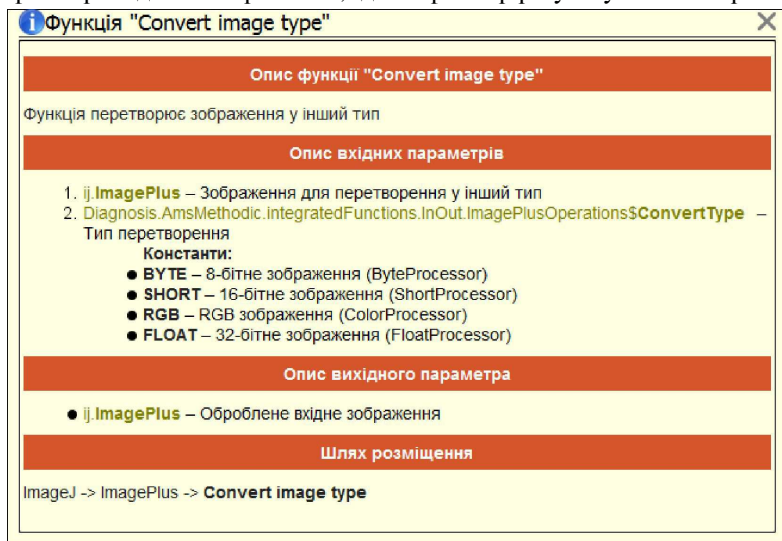 Функція "Convert image type"
Опис функції "Convert image type"
Функція перетворює зображення у інший тип
Опис вхідних параметрів
1. ij.ImagePlus – Зображення для перетворення у інший тип
2. Diagnosis.AmsMethodic.integratedFunctions.InOut.ImagePlusOperations$ConvertType –
Тип перетворення
Константи:
● BYTE – 8-бітне зображення (ByteProcessor)
● SHORT – 16-бітне зображення (ShortProcessor)
● RGB – RGB зображення (ColorProcessor)
● FLOAT – 32-бітне зображення (FloatProcessor)
Опис вихідного параметра
● ij.ImagePlus – Оброблене вхідне зображення
Шлях розміщення
ImageJ -> ImagePlus -> Convert image type